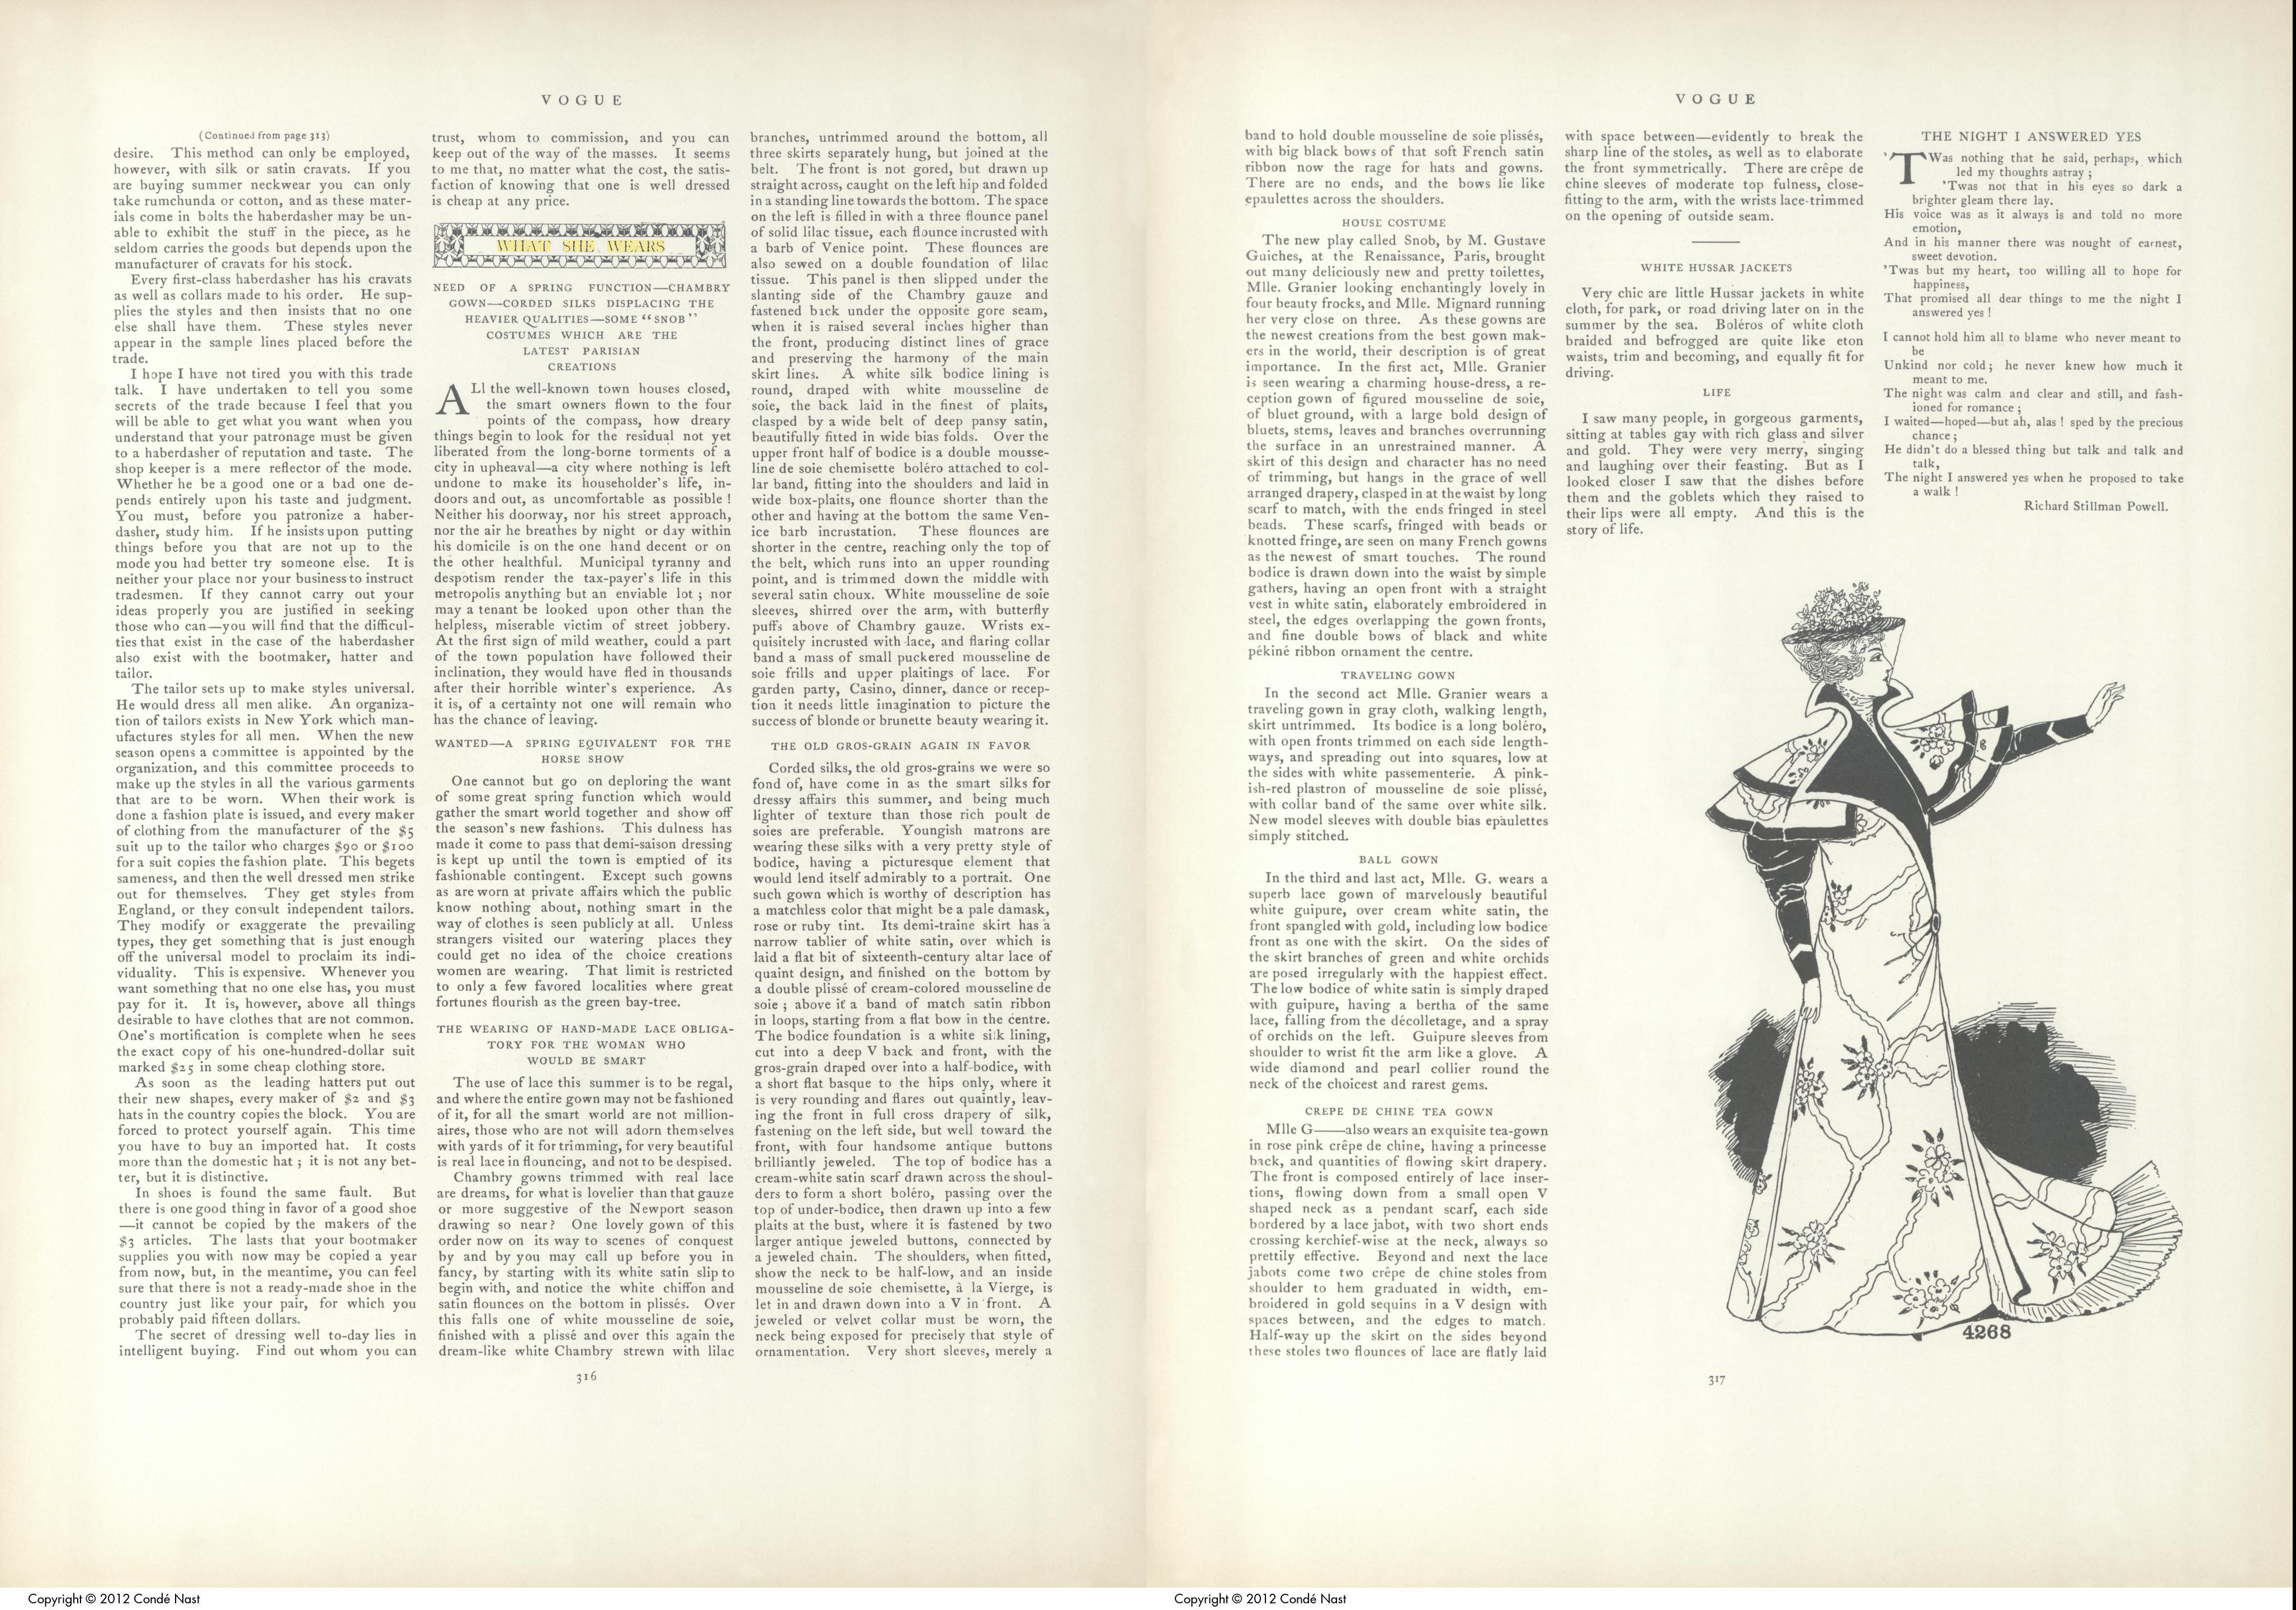 VOGUE
(Continued from page 313)
desire. This method can only be employed,
however, with silk or satin cravats. If you
are buying summer neckwear you can only
take rumchunda or cotton, and as these mater-
ials come in bolts the haberdasher may be un-
able to exhibit the stuff in the piece, as he
seldom carries the goods but depends upon the
manufacturer of cravats for his stock.
Every first-class haberdasher has his cravats
as well as collars made to his order. He sup-
plies the styles and then insists that no one
else shall have them. These styles never
appear in the sample lines placed before the
trade.
I hope I have not tired you with this trade
talk. I have undertaken to tell you some
secrets of the trade because I feel that you
will be able to get what you want when you
understand that your patronage must be given
to a haberdasher of reputation and taste. The
shop keeper is a mere reflector of the mode.
Whether he be a good one or a bad one de-
pends entirely upon his taste and judgment.
You must, before you patronize a haber-
dasher, study him. If he insists upon putting
things before you that are not up to the
mode you had better try someone else. It is
neither your place nor your business to instruct
tradesmen. If they cannot carry out your
ideas properly you are justified in seeking
those who can—you will find that the difficul-
ties that exist in the case of the haberdasher
also exist with the bootmaker, hatter and
tailor.
The tailor sets up to make styles universal.
He would dress all men alike. An organiza-
tion of tailors exists in New York which man-
ufactures styles for all men. When the new
season opens a committee is appointed by the
organization, and this committee proceeds to
make up the styles in all the various garments
that are to be worn. When their work is
done a fashion plate is issued, and every maker
of clothing from the manufacturer of the $5
suit up to the tailor who charges $90 or $100
for a suit copies the fashion plate. This begets
sameness, and then the well dressed men strike
out for themselves. They get styles from
England, or they consult independent tailors.
They modify or exaggerate the prevailing
types, they get something that is just enough
off the universal model to proclaim its indi-
viduality. This is expensive. Whenever you
want something that no one else has, you must
pay for it. It is, however, above all things
desirable to have clothes that are not common.
One's mortification is complete when he sees
the exact copy of his one-hundred-dollar suit
marked $25 in some cheap clothing store.
As soon as the leading hatters put out
their new shapes, every maker of $2 and $3
hats in the country copies the block. You are
forced to protect yourself again. This time
you have to buy an imported hat. It costs
more than the domestic hat; it is not any bet-
ter, but it is distinctive.
In shoes is found the same fault. But
there is one good thing in favor of a good shoe
—it cannot be copied by the makers of the
$3 articles. The lasts that your bootmaker
supplies you with now may be copied a year
from now, but, in the meantime, you can feel
sure that there is not a ready-made shoe in the
country just like your pair, for which you
probably paid fifteen dollars.
The secret of dressing well to-day lies in
intelligent buying. Find out whom you can
trust, whom to commission, and you can
keep out of the way of the masses. It seems
to me that, no matter what the cost, the satis-
faction of knowing that one is well dressed
is cheap at any price.
WHAT SHE WEARS
NEED OF A SPRING FUNCTION—CHAMBRY
GOWN—CORDED SILKS DISPLACING THE
HEAVIER QUALITIES—SOME "SNOB"
COSTUMES WHICH ARE THE
LATEST PARISIAN
CREATIONS
All the well-known town houses closed,
the smart owners flown to the four
points of the compass, how dreary
things begin to look for the residual not yet
liberated from the long-borne torments of a
city in upheaval—a city where nothing is left
undone to make its householder's life, in-
doors and out, as uncomfortable as possible!
Neither his doorway, nor his street approach,
nor the air he breathes by night or day within
his domicile is on the one hand decent or on
the other healthful. Municipal tyranny and
despotism render the tax-payer's life in this
metropolis anything but an enviable lot; nor
may a tenant be looked upon other than the
helpless, miserable victim of street jobbery.
At the first sign of mild weather, could a part
of the town population have followed their
inclination, they would have fled in thousands
after their horrible winter's experience. As
it is, of a certainty not one will remain who
has the chance of leaving.
WANTED—A SPRING EQUIVALENT FOR THE
HORSE SHOW
One cannot but go on deploring the want
of some great spring function which would
gather the smart world together and show off
the season's new fashions. This dulness has
made it come to pass that demi-saison dressing
is kept up until the town is emptied of its
fashionable contingent. Except such gowns
as are worn at private affairs which the public
know nothing about, nothing smart in the
way of clothes is seen publicly at all. Unless
strangers visited our watering places they
could get no idea of the choice creations
women are wearing. That limit is restricted
to only a few favored localities where great
fortunes flourish as the green bay-tree.
THE WEARING OF HAND-MADE LACE OBLIGA-
TORY FOR THE WOMAN WHO
WOULD BE SMART
The use of lace this summer is to be regal,
and where the entire gown may not be fashioned
of it, for all the smart world are not million-
aires, those who are not will adorn themselves
with yards of it for trimming, for very beautiful
is real lace in flouncing, and not to be despised.
Chambry gowns trimmed with real lace
are dreams, for what is lovelier than that gauze
or more suggestive of the Newport season
drawing so near? One lovely gown of this
order now on its way to scenes of conquest
by and by you may call up before you in
fancy, by starting with its white satin slip to
begin with, and notice the white chiffon and
satin flounces on the bottom in plissés. Over
this falls one of white mousseline de soie,
finished with a plissé and over this again the
dream-like white Chambry strewn with lilac
branches, untrimmed around the bottom, all
three skirts separately hung, but joined at the
belt. The front is not gored, but drawn up
straight across, caught on the left hip and folded
in a standing line towards the bottom. The space
on the left is filled in with a three flounce panel
of solid lilac tissue, each flounce incrusted with
a barb of Venice point. These flounces are
also sewed on a double foundation of lilac
tissue. This panel is then slipped under the
slanting side of the Chambry gauze and
fastened back under the opposite gore seam,
when it is raised several inches higher than
the front, producing distinct lines of grace
and preserving the harmony of the main
skirt lines. A white silk bodice lining is
round, draped with white mousseline de
soie, the back laid in the finest of plaits,
clasped by a wide belt of deep pansy satin,
beautifully fitted in wide bias folds. Over the
upper front half of bodice is a double mousse-
line de soie chemisette boléro attached to col-
lar band, fitting into the shoulders and laid in
wide box-plaits, one flounce shorter than the
other and having at the bottom the same Ven-
ice barb incrustation. These flounces are
shorter in the centre, reaching only the top of
the belt, which runs into an upper rounding
point, and is trimmed down the middle with
several satin choux. White mousseline de soie
sleeves, shirred over the arm, with butterfly
puffs above of Chambry gauze. Wrists ex-
quisitely incrusted with lace, and flaring collar
band a mass of small puckered mousseline de
soie frills and upper plaitings of lace. For
garden party, Casino, dinner, dance or recep-
tion it needs little imagination to picture the
success of blonde or brunette beauty wearing it.
THE OLD GROS-GRAIN AGAIN IN FAVOR
Corded silks, the old gros-grains we were so
fond of, have come in as the smart silks for
dressy affairs this summer, and being much
lighter of texture than those rich poult de
soies are preferable. Youngish matrons are
wearing these silks with a very pretty style of
bodice, having a picturesque element that
would lend itself admirably to a portrait. One
such gown which is worthy of description has
a matchless color that might be a pale damask,
rose or ruby tint. Its demi-traine skirt has a
narrow tablier of white satin, over which is
laid a flat bit of sixteenth-century altar lace of
quaint design, and finished on the bottom by
a double plissé of cream-colored mousseline de
soie; above it a band of match satin ribbon
in loops, starting from a flat bow in the centre.
The bodice foundation is a white silk lining,
cut into a deep V back and front, with the
gros-grain draped over into a half-bodice, with
a short flat basque to the hips only, where it
is very rounding and flares out quaintly, leav-
ing the front in full cross drapery of silk,
fastening on the left side, but well toward the
front, with four handsome antique buttons
brilliantly jeweled. The top of bodice has a
cream-white satin scarf drawn across the shoul-
ders to form a short boléro, passing over the
top of under-bodice, then drawn up into a few
plaits at the bust, where it is fastened by two
larger antique jeweled buttons, connected by
a jeweled chain. The shoulders, when fitted,
show the neck to be half-low, and an inside
mousseline de soie chemisette, à la Vierge, is
let in and drawn down into a V in front. A
jeweled or velvet collar must be worn, the
neck being exposed for precisely that style of
ornamentation. Very short sleeves, merely a
316
VOGUE
band to hold double mousseline de soie plissés,
with big black bows of that soft French satin
ribbon now the rage for hats and gowns.
There are no ends, and the bows lie like
epaulettes across the shoulders.
HOUSE COSTUME
The new play called Snob, by M. Gustave
Guiches, at the Renaissance, Paris, brought
out many deliciously new and pretty toilettes,
Mlle. Granier looking enchantingly lovely in
four beauty frocks, and Mlle. Mignard running
her very close on three. As these gowns are
the newest creations from the best gown mak-
ers in the world, their description is of great
importance. In the first act, Mlle. Granier
is seen wearing a charming house-dress, a re-
ception gown of figured mousseline de soie,
of bluet ground, with a large bold design of
bluets, stems, leaves and branches overrunning
the surface in an unrestrained manner. A
skirt of this design and character has no need
of trimming, but hangs in the grace of well
arranged drapery, clasped in at the waist by long
scarf to match, with the ends fringed in steel
beads. These scarfs, fringed with beads or
knotted fringe, are seen on many French gowns
as the newest of smart touches. The round
bodice is drawn down into the waist by simple
gathers, having an open front with a straight
vest in white satin, elaborately embroidered in
steel, the edges overlapping the gown fronts,
and fine double bows of black and white
pékiné ribbon ornament the centre.
TRAVELING GOWN
In the second act Mlle. Granier wears a
traveling gown in gray cloth, walking length,
skirt untrimmed. Its bodice is a long boléro,
with open fronts trimmed on each side length-
ways, and spreading out into squares, low at
the sides with white passementerie. A pink-
ish-red plastron of mousseline de soie plissé,
with collar band of the same over white silk.
New model sleeves with double bias epaulettes
simply stitched.
BALL GOWN
In the third and last act, Mlle. G. wears a
superb lace gown of marvelously beautiful
white guipure, over cream white satin, the
front spangled with gold, including low bodice
front as one with the skirt. On the sides of
the skirt branches of green and white orchids
are posed irregularly with the happiest effect.
The low bodice of white satin is simply draped
with guipure, having a bertha of the same
lace, falling from the décolletage, and a spray
of orchids on the left. Guipure sleeves from
shoulder to wrist fit the arm like a glove. A
wide diamond and pearl collier round the
neck of the choicest and rarest gems.
CREPE DE CHINE TEA GOWN
Mlle G——also wears an exquisite tea-gown
in rose pink crêpe de chine, having a princesse
back, and quantities of flowing skirt drapery.
The front is composed entirely of lace inser-
tions, flowing down from a small open V
shaped neck as a pendant scarf, each side
bordered by a lace jabot, with two short ends
crossing kerchief-wise at the neck, always so
prettily effective. Beyond and next the lace
jabots come two crêpe de chine stoles from
shoulder to hem graduated in width, em-
broidered in gold sequins in a V design with
spaces between, and the edges to match.
Half-way up the skirt on the sides beyond
these stoles two flounces of lace are flatly laid
with space between—evidently to break the
sharp line of the stoles, as well as to elaborate
the front symmetrically. There are crêpe de
chine sleeves of moderate top fulness, close-
fitting to the arm, with the wrists lace-trimmed
on the opening of outside seam.
WHITE HUSSAR JACKETS
Very chic are little Hussar jackets in white
cloth, for park, or road driving later on in the
summer by the sea. Boléros of white cloth
braided and befrogged are quite like eton
waists, trim and becoming, and equally fit for
driving.
LIFE
I saw many people, in gorgeous garments,
sitting at tables gay with rich glass and silver
and gold. They were very merry, singing
and laughing over their feasting. But as I
looked closer I saw that the dishes before
them and the goblets which they raised to
their lips were all empty. And this is the
story of life.
THE NIGHT I ANSWERED YES
'TWas nothing that he said, perhaps, which
led my thoughts astray;
'Twas not that in his eyes so dark a
brighter gleam there lay.
His voice was as it always is and told no more
emotion,
And in his manner there was nought of earnest,
sweet devotion.
'Twas but my heart, too willing all to hope for
happiness,
That promised all dear things to me the night I
answered yes!
I cannot hold him all to blame who never meant to
be
Unkind nor cold; he never knew how much it
meant to me.
The night was calm and clear and still, and fash-
ioned for romance;
I waited—hoped—but ah, alas! sped by the precious
chance;
He didn't do a blessed thing but talk and talk and
talk,
The night I answered yes when he proposed to take
a walk!
Richard Stillman Powell.
4268
317
Copyright © 2012 Condé Nast
Copyright © 2012 Condé Nast